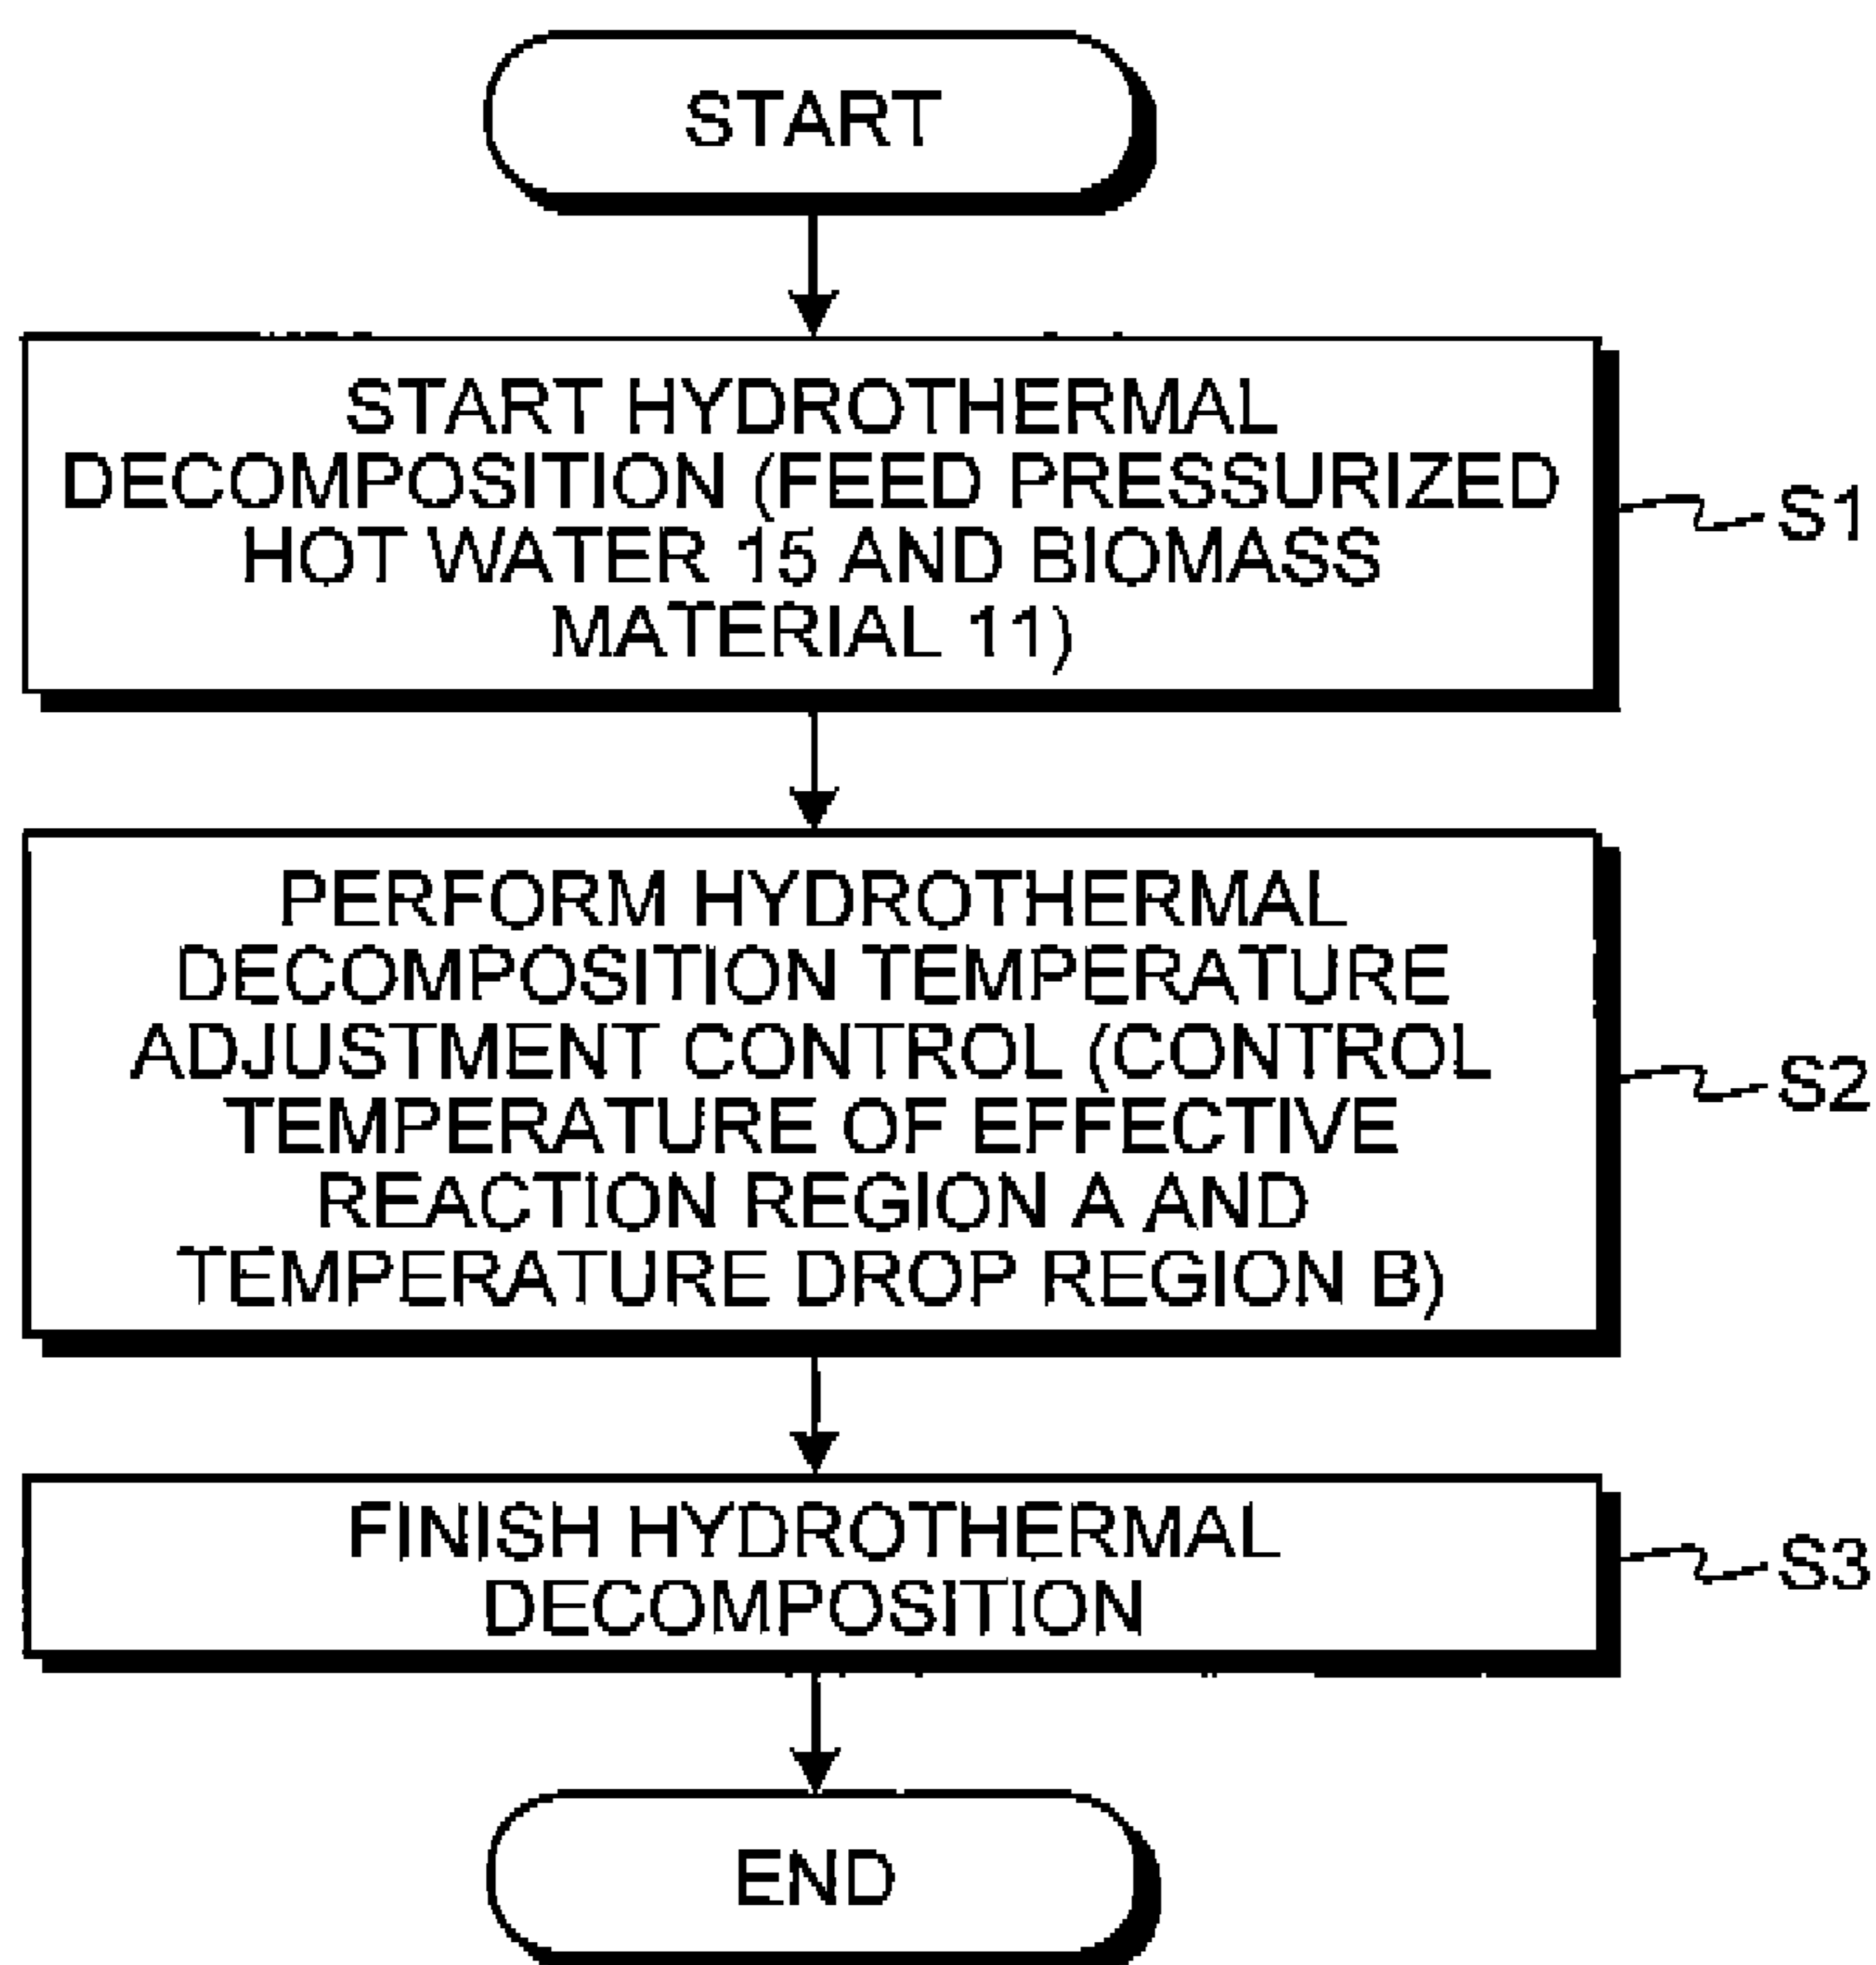 START
START HYDROTHERMAL
DECOMPOSITION (FEED PRESSURIZED
HOT WATER 15 AND BIOMASS
MATERIAL 11)
S1
PERFORM HYDROTHERMAL
DECOMPOSITION TEMPERATURE
ADJUSTMENT CONTROL (CONTROL
TEMPERATURE OF EFFECTIVE
REACTION REGION A AND
TEMPERATURE DROP REGION B)
S2
FINISH HYDROTHERMAL
DECOMPOSITION
S3
END